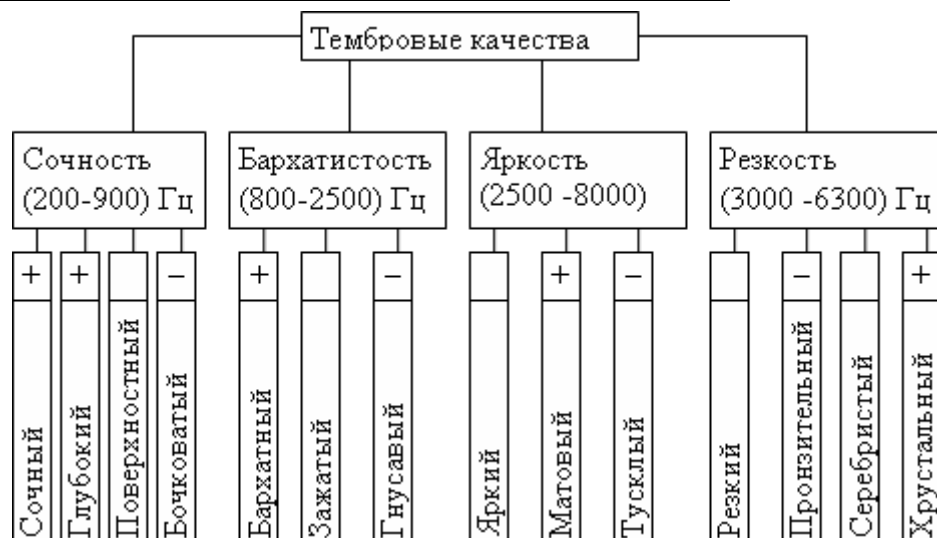 Тембровые качества
Сочность
(200-900) Гц
Бархатистость
(800-2500) Гц
Яркость
(2500 -8000)
Резкость
(3000 -6300) Гц
+
+
–
+
–
+
–
–
+
Сочный
Глубокий
Поверхностный
Бочковатый
Бархатный
Зажатый
Гнусавый
Яркий
Матовый
Тусклый
Резкий
Пронзительный
Серебристый
Хрустальный